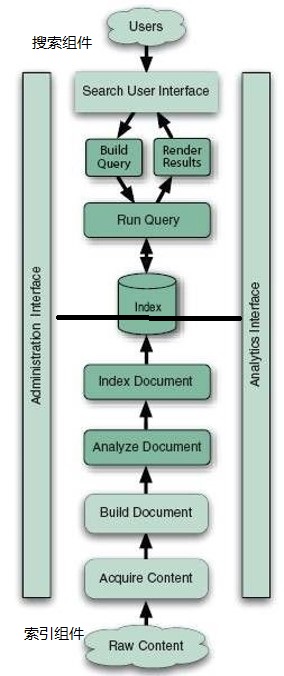 搜索组件
Users
Search User Interface
Build
Query
Render
Results
Run Query
Index
Administration Interface
Analytics Interface
Index Document
Analyze Document
Build Document
Acquire Content
索引组件
Raw Content